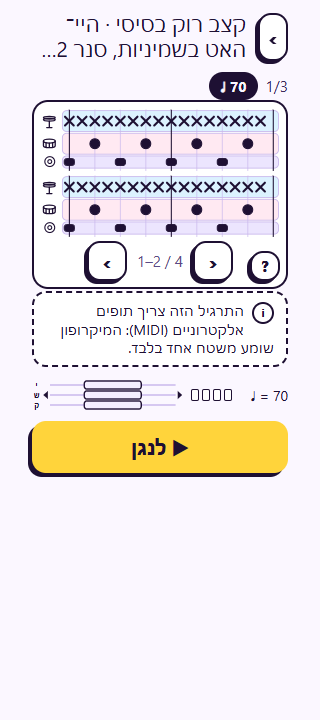 קצב רוק בסיסי · היי־
האט בשמיניות, סנר 2...
♩ 70 1/3
1–2 / 4
?
i
התרגיל הזה צריך תופים
אלקטרוניים (MIDI): המיקרופון
שומע משטח אחד בלבד.
י
ש
ק
♩ = 70
▶ לנגן